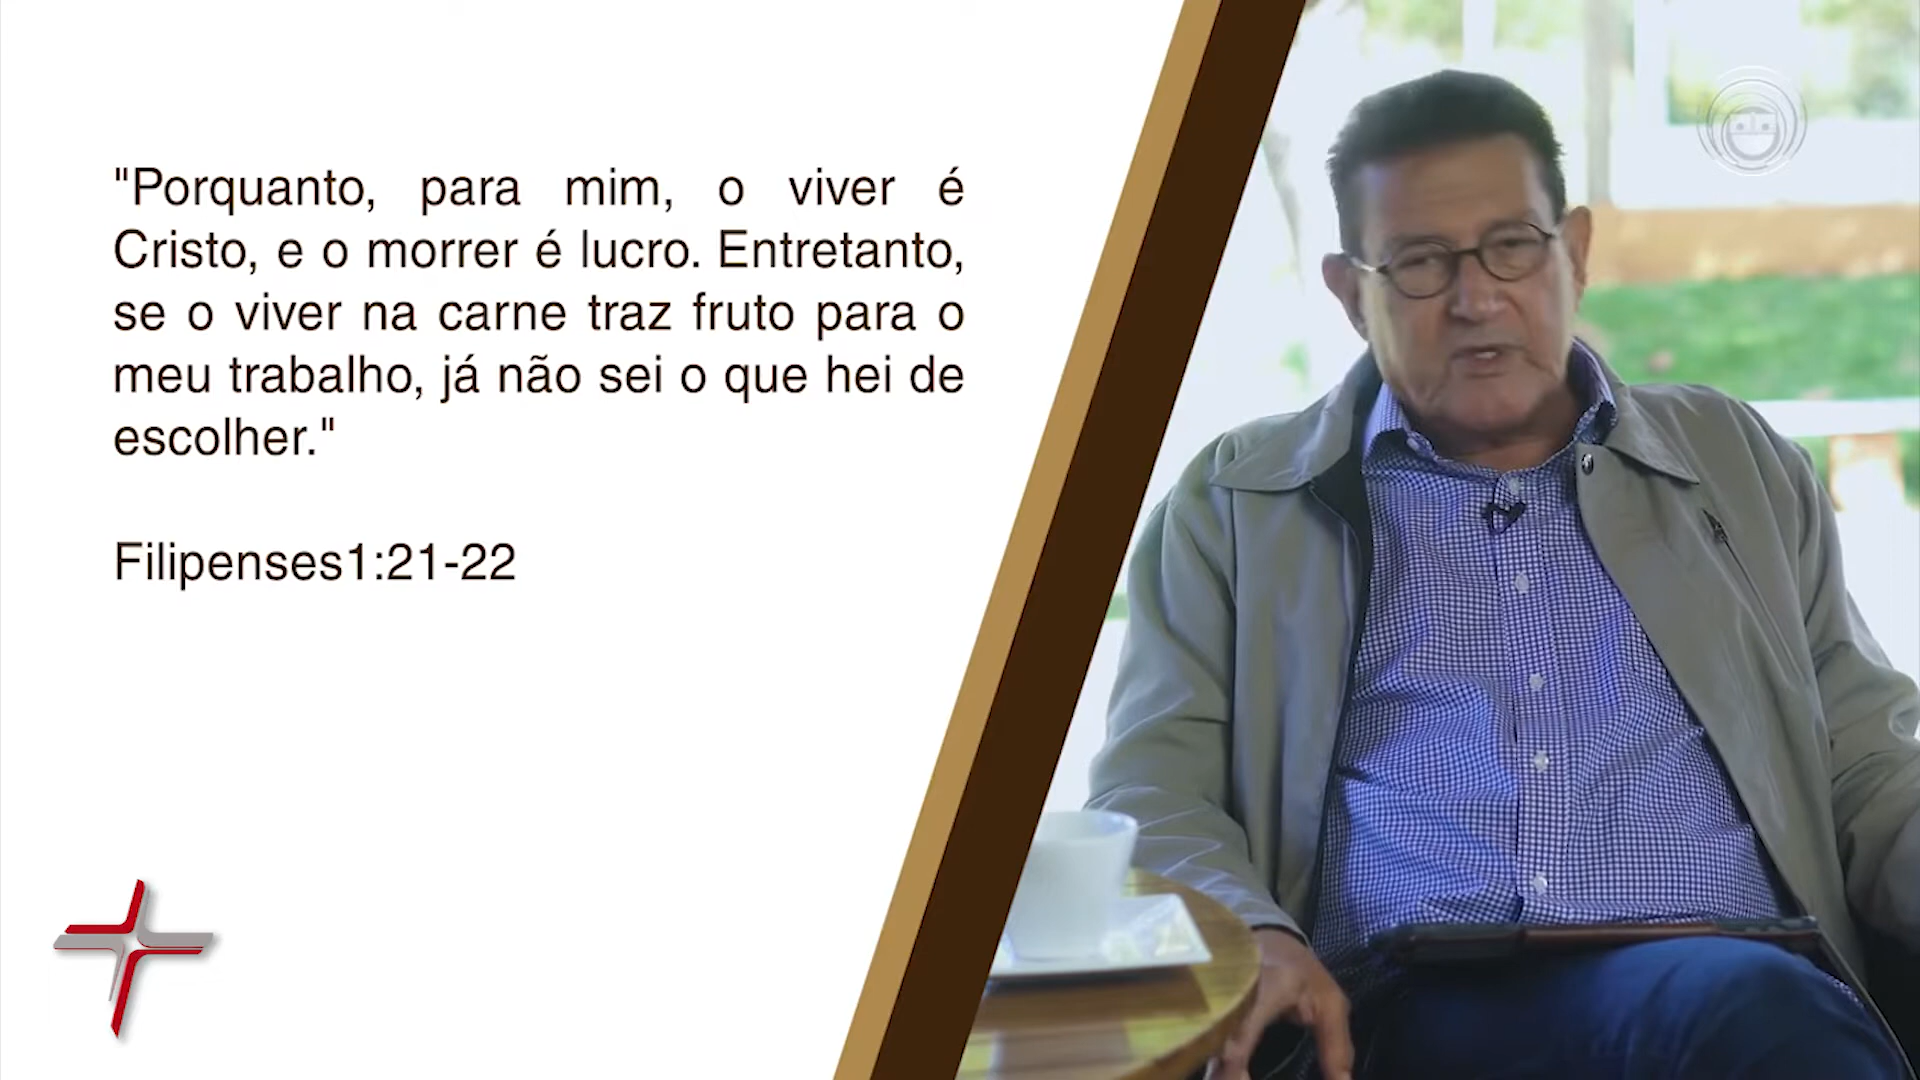 "Porquanto, para mim, o viver é
Cristo, e o morrer é lucro. Entretanto,
se o viver na carne traz fruto para o
meu trabalho, já não sei o que hei de
escolher."
Filipenses1:21-22